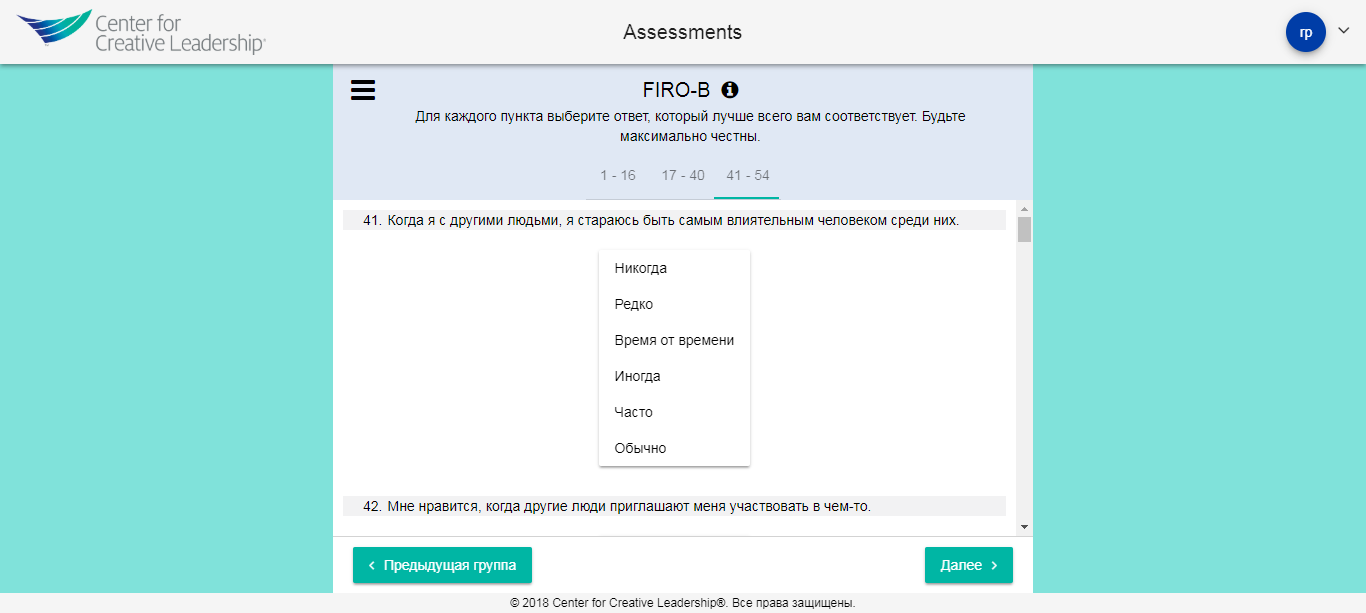 Center for
Creative Leadership®
Assessments
гр
FIRO-B
Для каждого пункта выберите ответ, который лучше всего вам соответствует. Будьте
максимально честны.
1 - 16 17 - 40 41 - 54
41. Когда я с другими людьми, я стараюсь быть самым влиятельным человеком среди них.
Никогда
Редко
Время от времени
Иногда
Часто
Обычно
42. Мне нравится, когда другие люди приглашают меня участвовать в чем-то.
Предыдущая группа
Далее
© 2018 Center for Creative Leadership®. Все права защищены.